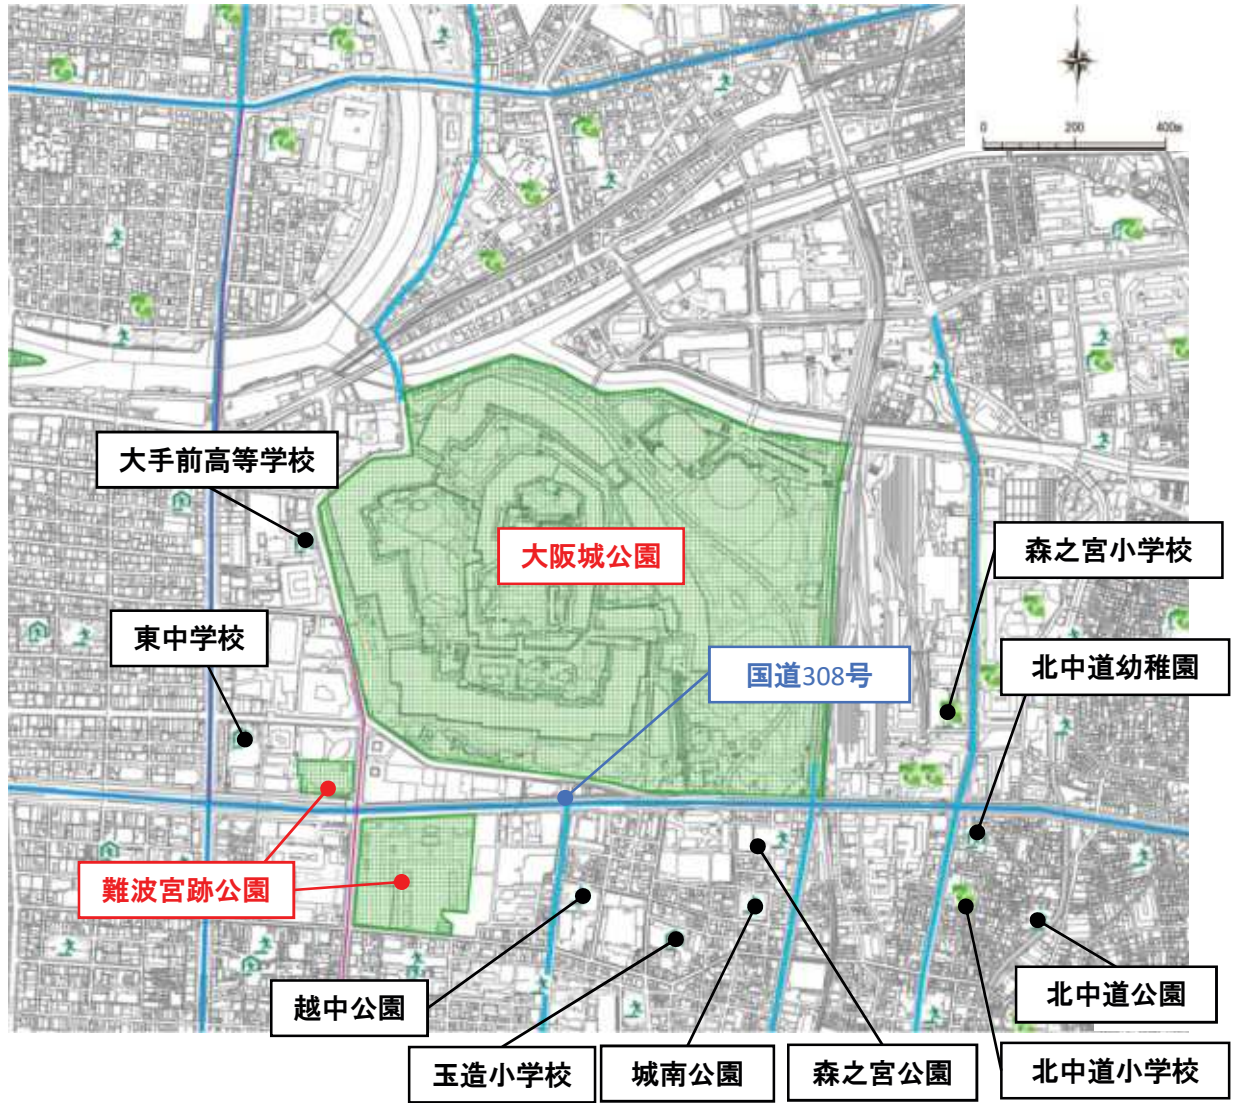 0 200 400m
大手前高等学校
大阪城公園
森之宮小学校
東中学校
国道308号
北中道幼稚園
難波宮跡公園
越中公園
北中道公園
玉造小学校
城南公園
森之宮公園
北中道小学校